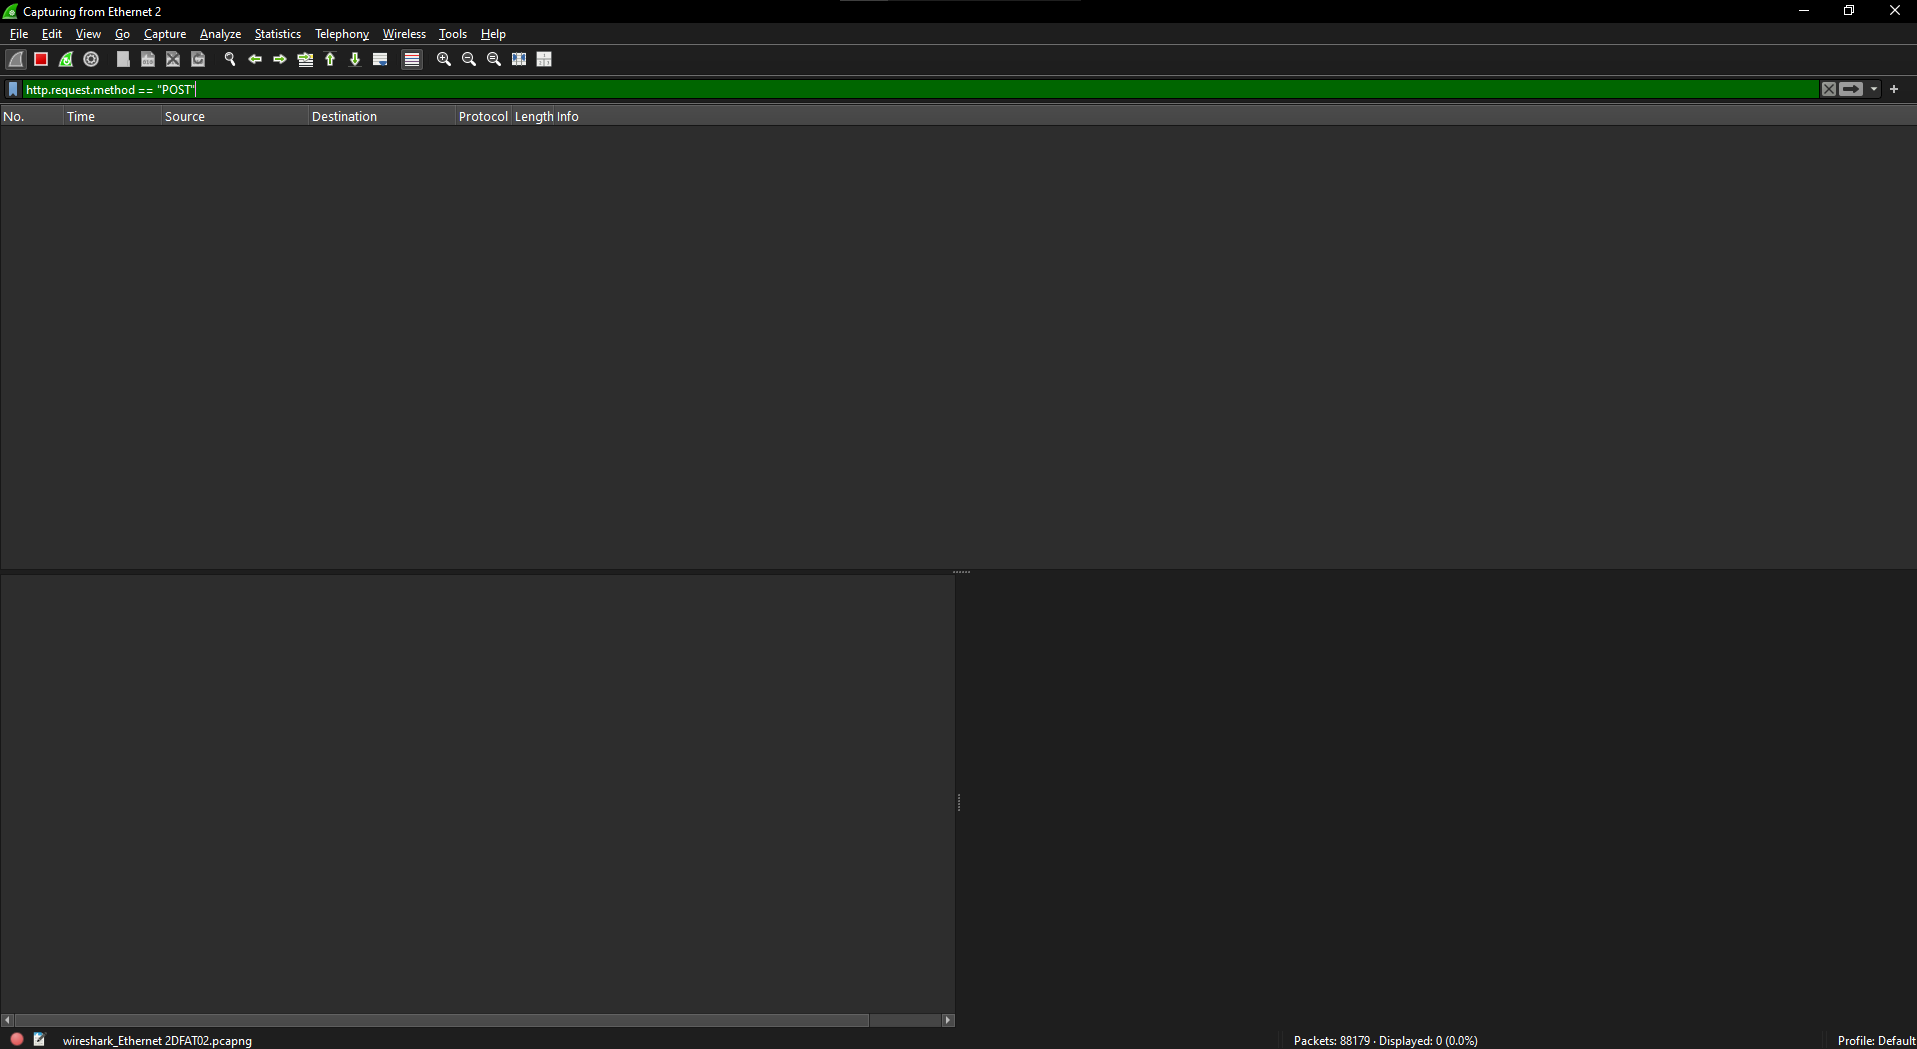 Capturing from Ethernet 2
File Edit View Go Capture Analyze Statistics Telephony Wireless Tools Help
http.request.method == "POST"
No. Time Source Destination Protocol Length Info
wireshark_Ethernet 2DFAT02.pcapng
Packets: 88179 · Displayed: 0 (0.0%)
Profile: Default